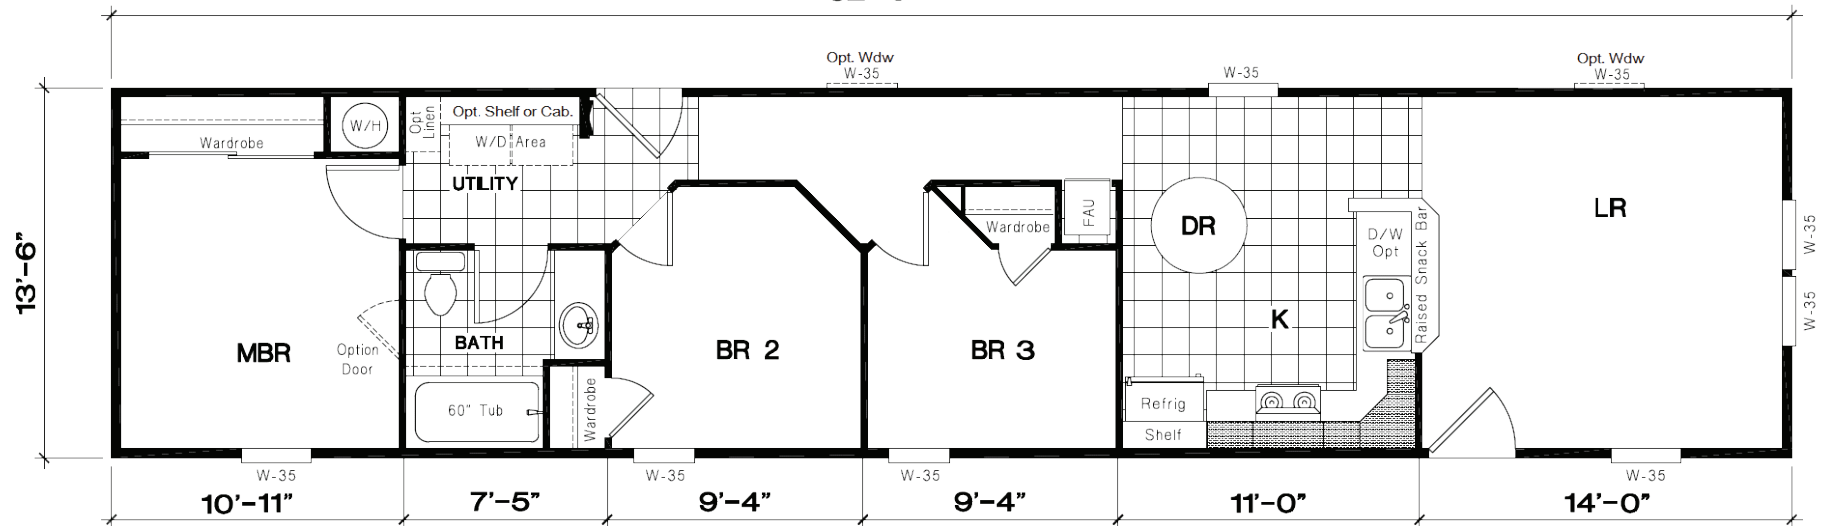 Opt. Wdw
W-35
W-35
Opt. Wdw
W-35
13'-6"
Wardrobe
W/H
Opt
Linen
Opt. Shelf or Cab.
W/D Area
UTILITY
Wardrobe
FAU
DR
D/W
Opt
Raised Snack Bar
LR
W-35
W-35
MBR
Option
Door
BATH
BR 2
BR 3
K
60" Tub
Wardrobe
Refrig
Shelf
W-35
W-35
W-35
W-35
10'-11"
7'-5"
9'-4"
9'-4"
11'-0"
14'-0"